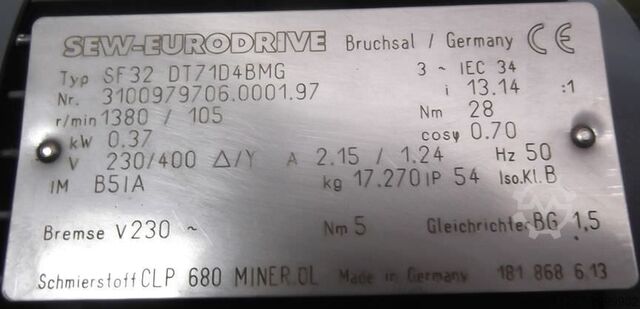 SEW-EURODRIVE Bruchsal / Germany CE
Typ SF32 DT71D4BMG 3 ~ IEC 34
Nr. 3100979706.0001.97 i 13.14 :1
r/min 1380 / 105 Nm 28
kW 0.37 cosφ 0.70
V 230/400 Δ/Y A 2.15 / 1.24 Hz 50
IM B5IA kg 17.270 IP 54 Iso.Kl. B
Bremse V 230 ~ Nm 5 Gleichrichter BG 1,5
Schmierstoff CLP 680 MINER.ÖL Made in Germany 181 868 6.13